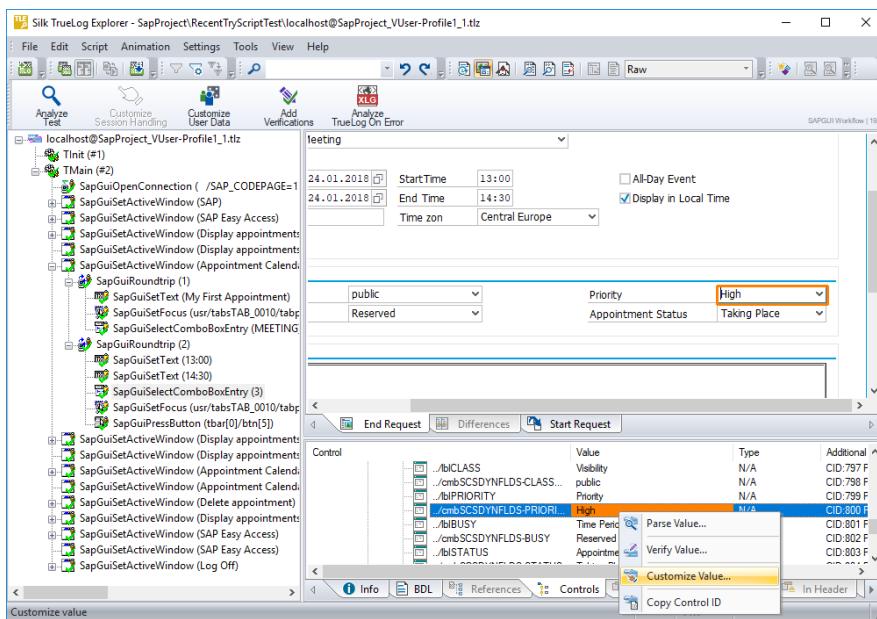 Silk TrueLog Explorer - SapProject\RecentTryScriptTest\localhost@SapProject_VUser-Profile1_1.tlz
File Edit Script Animation Settings Tools View Help
Raw
Analyze Test
Customize Session Handling
Customize User Data
Add Verifications
XLG
Analyze TrueLog On Error
SAPGUI Workflow
localhost@SapProject_VUser-Profile1_1.tlz
TInit (#1)
TMain (#2)
SapGuiOpenConnection ( /SAP_CODEPAGE=1
SapGuiSetActiveWindow (SAP)
SapGuiSetActiveWindow (SAP Easy Access)
SapGuiSetActiveWindow (Display appointments
SapGuiSetActiveWindow (Display appointments
SapGuiSetActiveWindow (Appointment Calend
SapGuiRoundtrip (1)
SapGuiSetText (My First Appointment)
SapGuiSetFocus (usr/tabsTAB_0010/tabp
SapGuiSelectComboBoxEntry (MEETING
SapGuiRoundtrip (2)
SapGuiSetText (13:00)
SapGuiSetText (14:30)
SapGuiSelectComboBoxEntry (3)
SapGuiSetFocus (usr/tabsTAB_0010/tabp
SapGuiPressButton (tbar[0]/btn[5])
SapGuiSetActiveWindow (Display appointments
SapGuiSetActiveWindow (Display appointments
SapGuiSetActiveWindow (Appointment Calend
SapGuiSetActiveWindow (Appointment Calend
SapGuiSetActiveWindow (Delete appointment)
SapGuiSetActiveWindow (Display appointments
SapGuiSetActiveWindow (SAP Easy Access)
SapGuiSetActiveWindow (SAP Easy Access)
SapGuiSetActiveWindow (Log Off)
Meeting
24.01.2018 StartTime 13:00 All-Day Event
24.01.2018 End Time 14:30 Display in Local Time
Time zon Central Europe
public Priority High
Reserved Appointment Status Taking Place
End Request Differences Start Request
Control Value Type Additional
../lblCLASS Visibility N/A CID:797 F
../cmbSCSDYNFLDS-CLASS... public N/A CID:798 F
../lblPRIORITY Priority N/A CID:799 F
../cmbSCSDYNFLDS-PRIORI... High N/A CID:800 F
../lblBUSY Time Peri CID:801 F
../cmbSCSDYNFLDS-BUSY Reserved CID:802 F
../lblSTATUS Appointme CID:803 F
Parse Value...
Verify Value...
Customize Value...
Copy Control ID
Info BDL References Controls In Header
Customize value